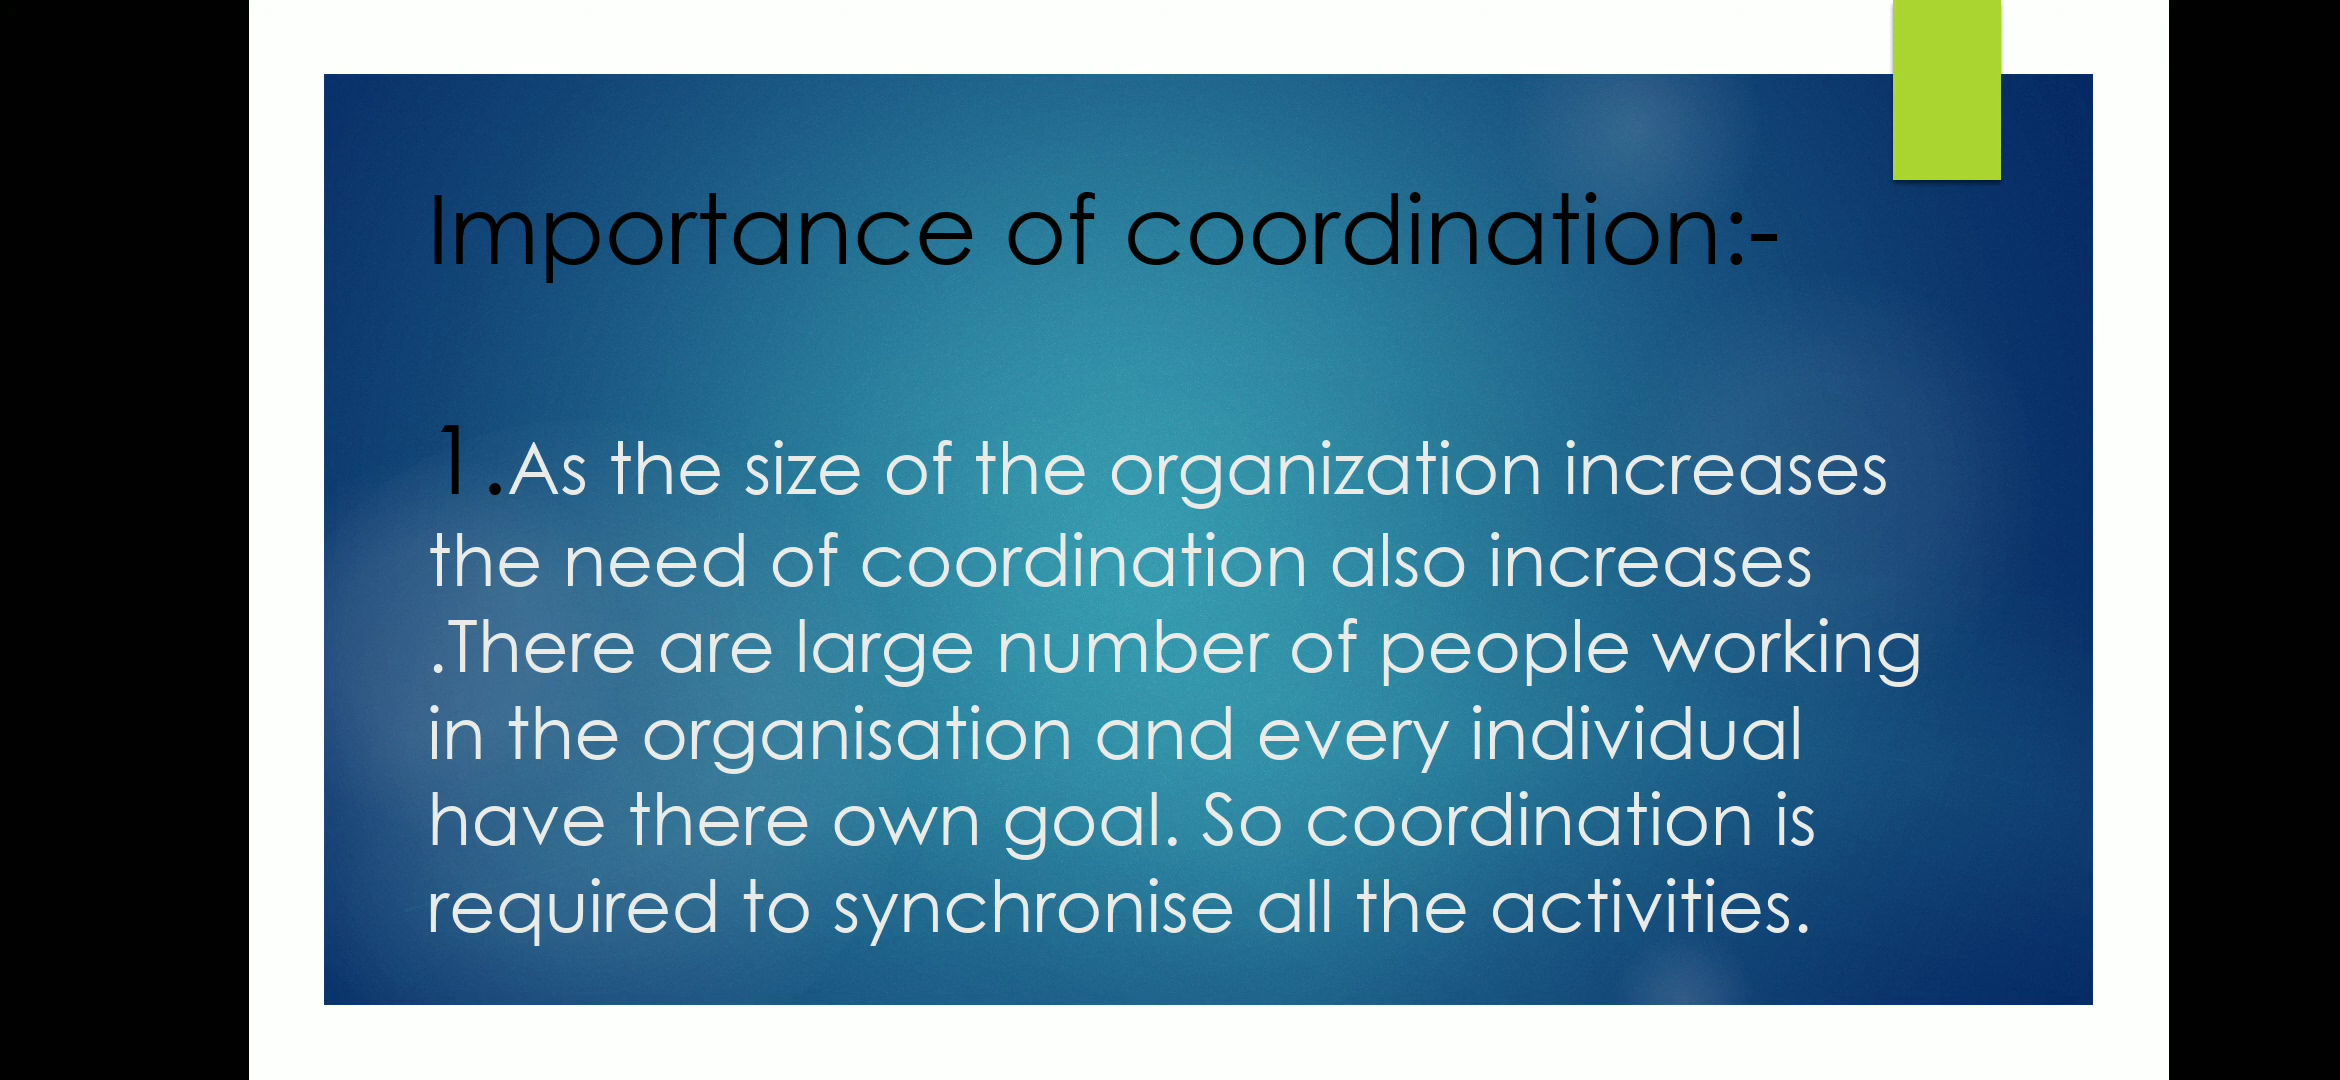 Importance of coordination:-
1.As the size of the organization increases
the need of coordination also increases
.There are large number of people working
in the organisation and every individual
have there own goal. So coordination is
required to synchronise all the activities.